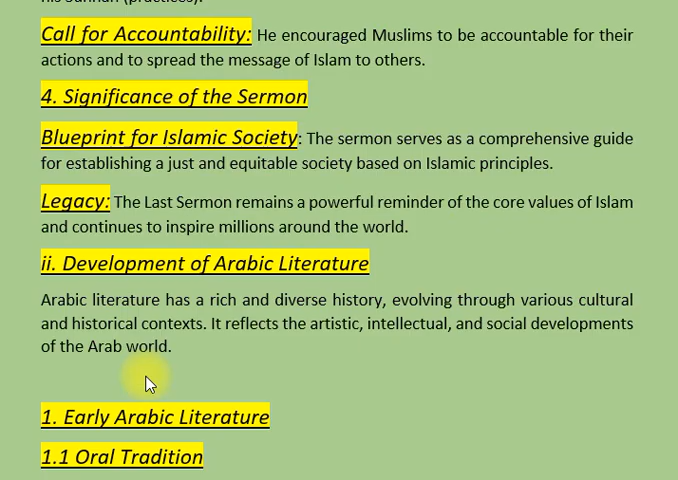 Call for Accountability: He encouraged Muslims to be accountable for their
actions and to spread the message of Islam to others.
4. Significance of the Sermon
Blueprint for Islamic Society: The sermon serves as a comprehensive guide
for establishing a just and equitable society based on Islamic principles.
Legacy: The Last Sermon remains a powerful reminder of the core values of Islam
and continues to inspire millions around the world.
ii. Development of Arabic Literature
Arabic literature has a rich and diverse history, evolving through various cultural
and historical contexts. It reflects the artistic, intellectual, and social developments
of the Arab world.
1. Early Arabic Literature
1.1 Oral Tradition